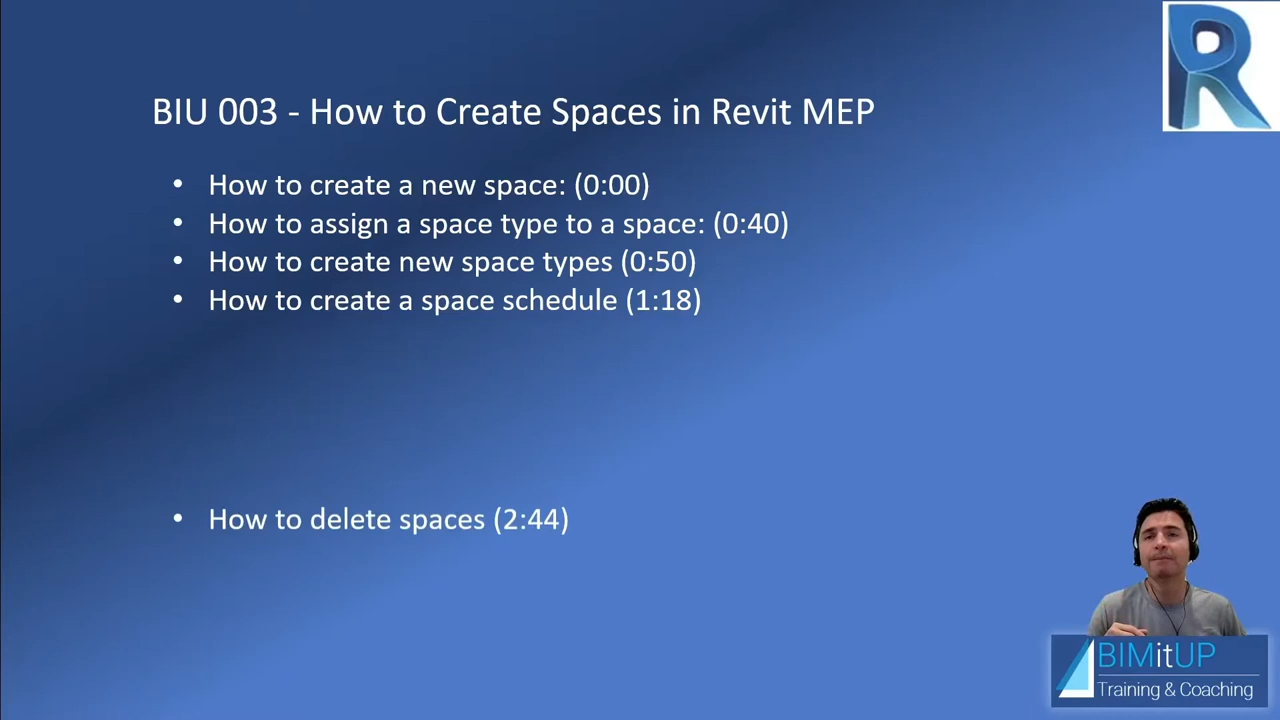 BIU 003 - How to Create Spaces in Revit MEP
• How to create a new space: (0:00)
• How to assign a space type to a space: (0:40)
• How to create new space types (0:50)
• How to create a space schedule (1:18)
• How to delete spaces (2:44)
R
BIMitUP
Training & Coaching